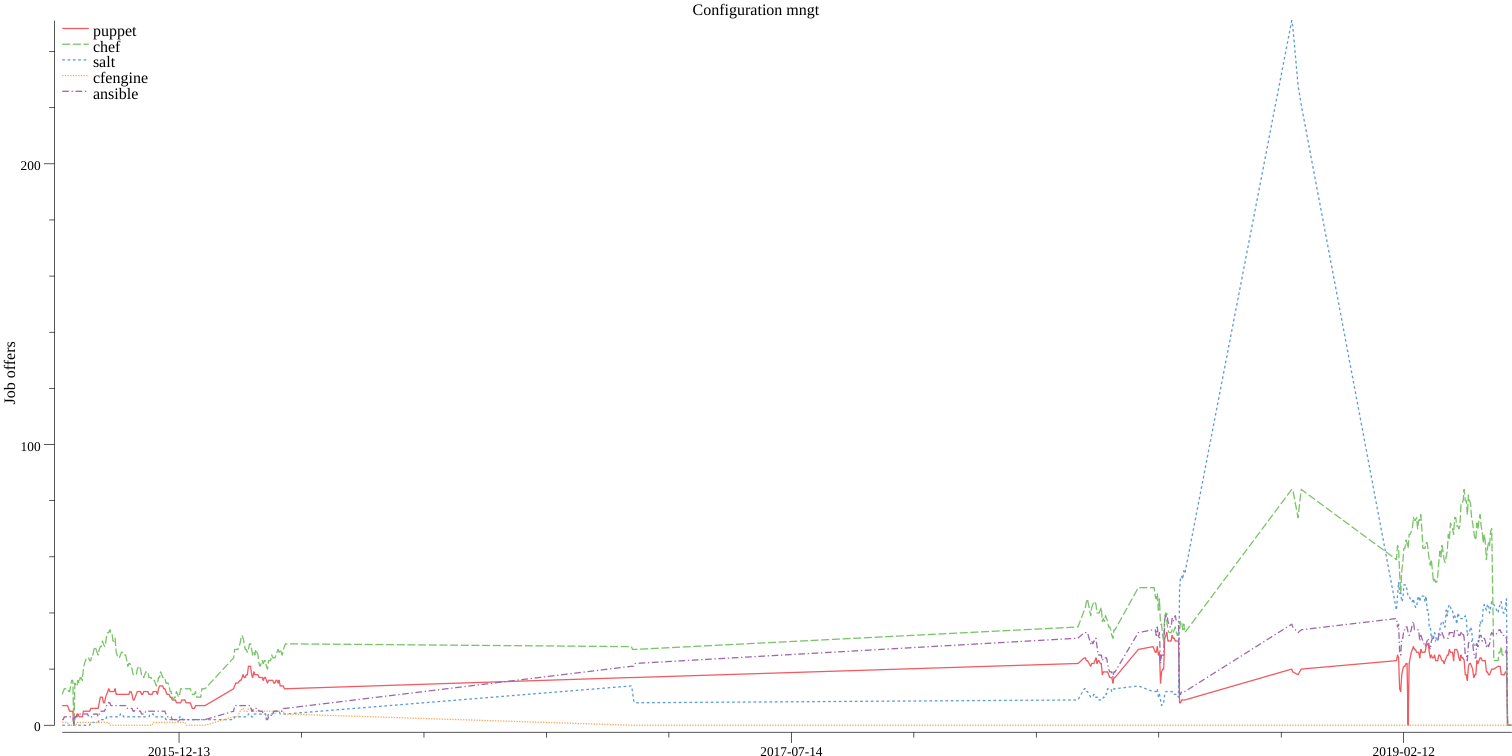 Configuration mngt
puppet
chef
salt
cfengine
ansible
200
100
0
Job offers
2015-12-13
2017-07-14
2019-02-12